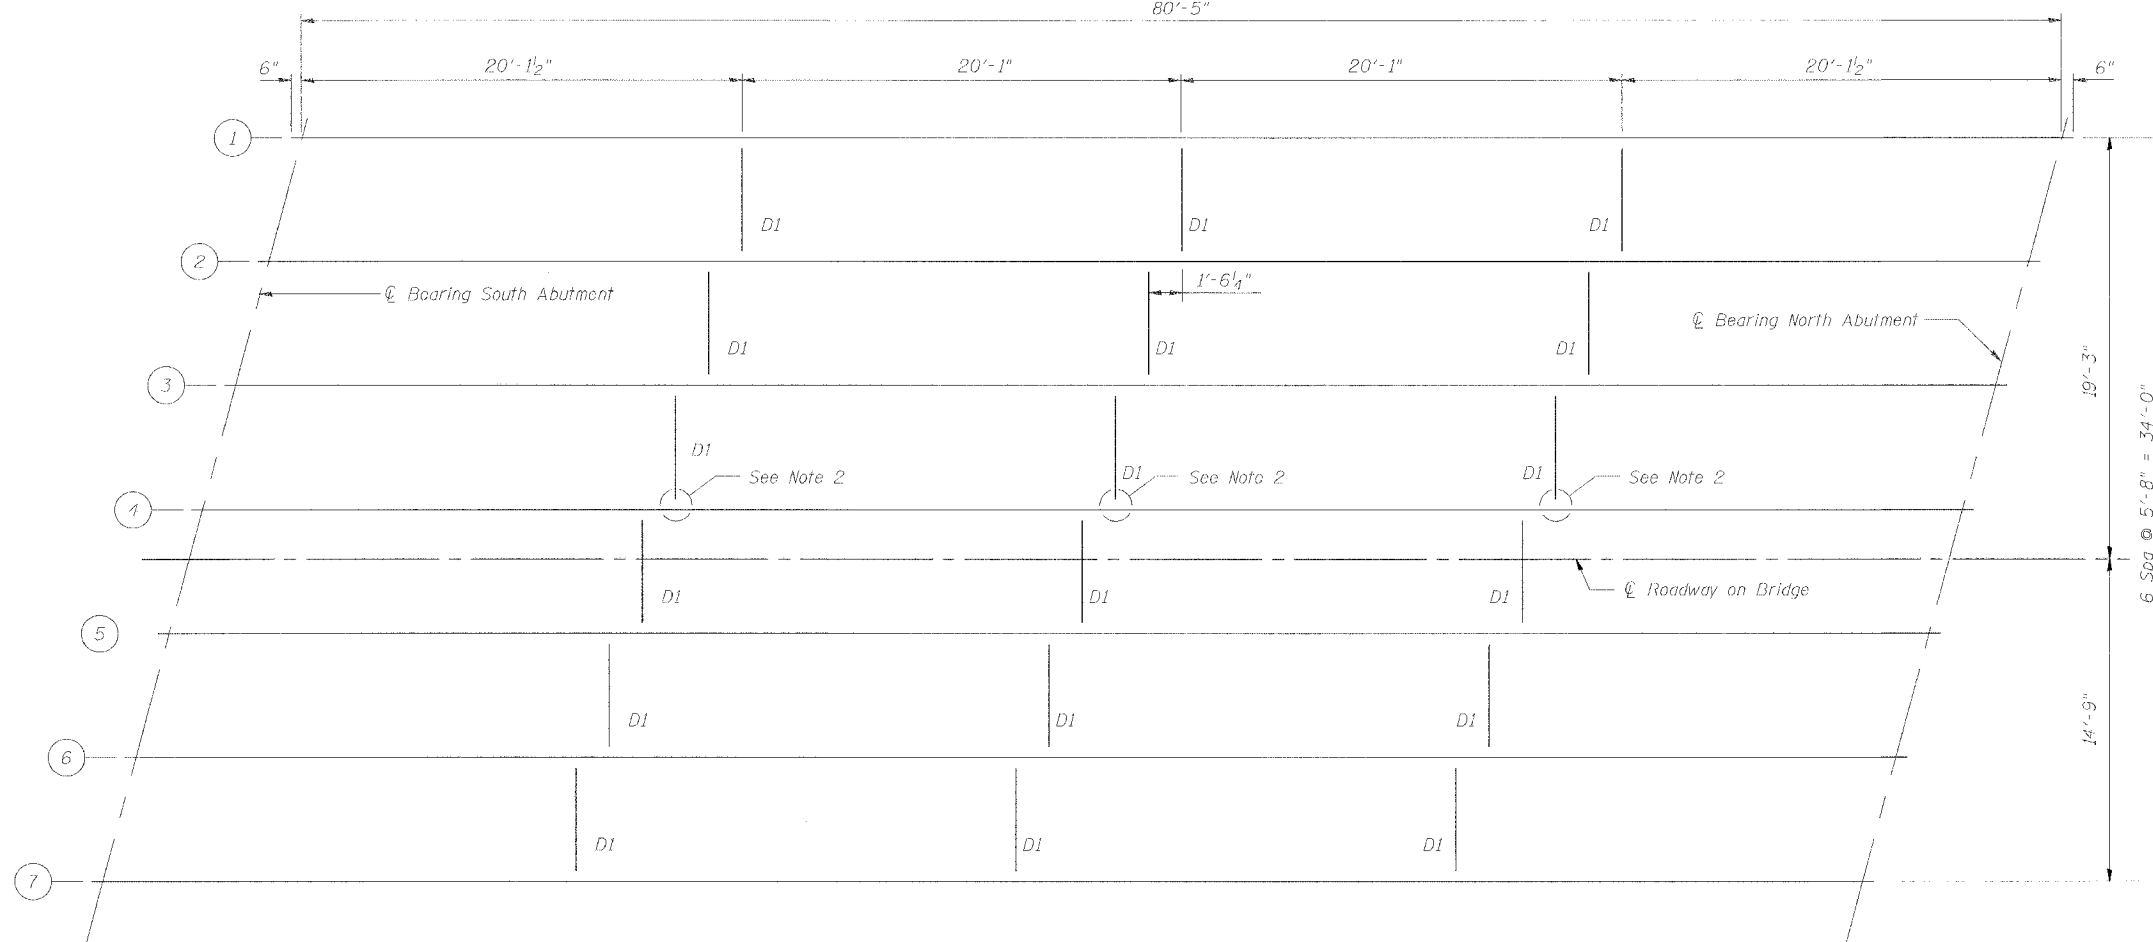 80'-5"
6" 20'-1½" 20'-1" 20'-1" 20'-1½" 6"
1
D1 D1 D1
2
1'-6¼"
℄ Bearing South Abutment
℄ Bearing North Abutment
D1 D1 D1
19'-3"
3
D1 D1 D1
See Note 2 See Note 2 See Note 2
4
6 Spa @ 5'-8" = 34'-0"
℄ Roadway on Bridge
D1 D1 D1
5
D1 D1 D1
14'-9"
6
D1 D1 D1
7